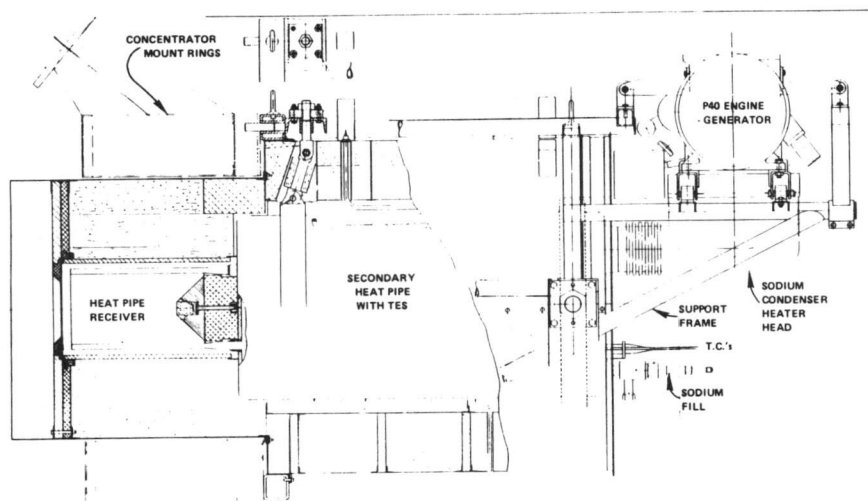 CONCENTRATOR
MOUNT RINGS
P40 ENGINE
- GENERATOR
HEAT PIPE
RECEIVER
SECONDARY
HEAT PIPE
WITH TES
SODIUM
CONDENSER
HEATER
HEAD
SUPPORT
FRAME
T.C.'s
SODIUM
FILL